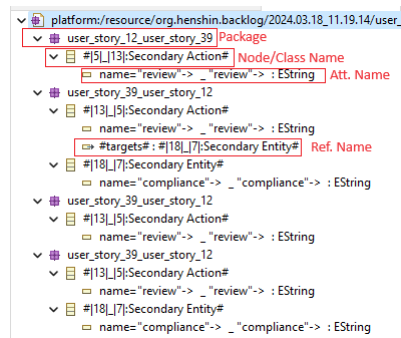 platform:/resource/org.henshin.backlog/2024.03.18_11.19.14/user_
user_story_12_user_story_39 Package
#|5|_|13|:Secondary Action# Node/Class Name
name="review"-> _ "review"-> : EString Att. Name
user_story_39_user_story_12
#|13|_|5|:Secondary Action#
name="review"-> _ "review"-> : EString
#targets# : #|18|_|7|:Secondary Entity# Ref. Name
#|18|_|7|:Secondary Entity#
name="compliance"-> _ "compliance"-> : EString
user_story_39_user_story_12
#|13|_|5|:Secondary Action#
name="review"-> _ "review"-> : EString
user_story_39_user_story_12
#|13|_|5|:Secondary Action#
name="review"-> _ "review"-> : EString
#|18|_|7|:Secondary Entity#
name="compliance"-> _ "compliance"-> : EString